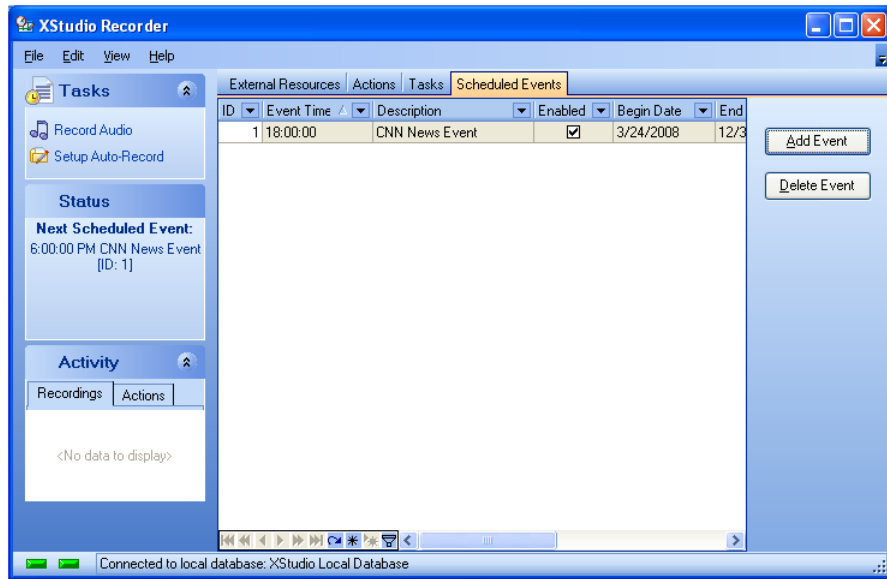 XStudio Recorder
File Edit View Help
Tasks
Record Audio
Setup Auto-Record
Status
Next Scheduled Event:
6:00:00 PM CNN News Event
[ID: 1]
Activity
Recordings Actions
<No data to display>
External Resources Actions Tasks Scheduled Events
ID Event Time Description Enabled Begin Date End
1 18:00:00 CNN News Event 3/24/2008 12/3
Add Event
Delete Event
Connected to local database: XStudio Local Database